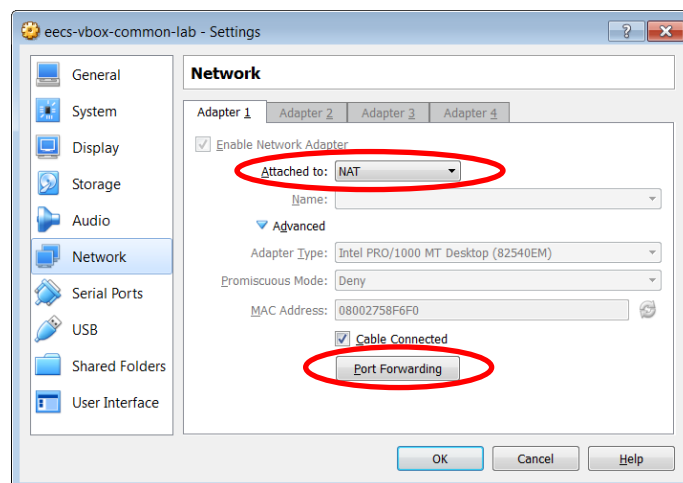 eecs-vbox-common-lab - Settings
General
System
Display
Storage
Audio
Network
Serial Ports
USB
Shared Folders
User Interface
Network
Adapter 1 Adapter 2 Adapter 3 Adapter 4
Enable Network Adapter
Attached to: NAT
Name:
Advanced
Adapter Type: Intel PRO/1000 MT Desktop (82540EM)
Promiscuous Mode: Deny
MAC Address: 08002758F6F0
Cable Connected
Port Forwarding
OK Cancel Help